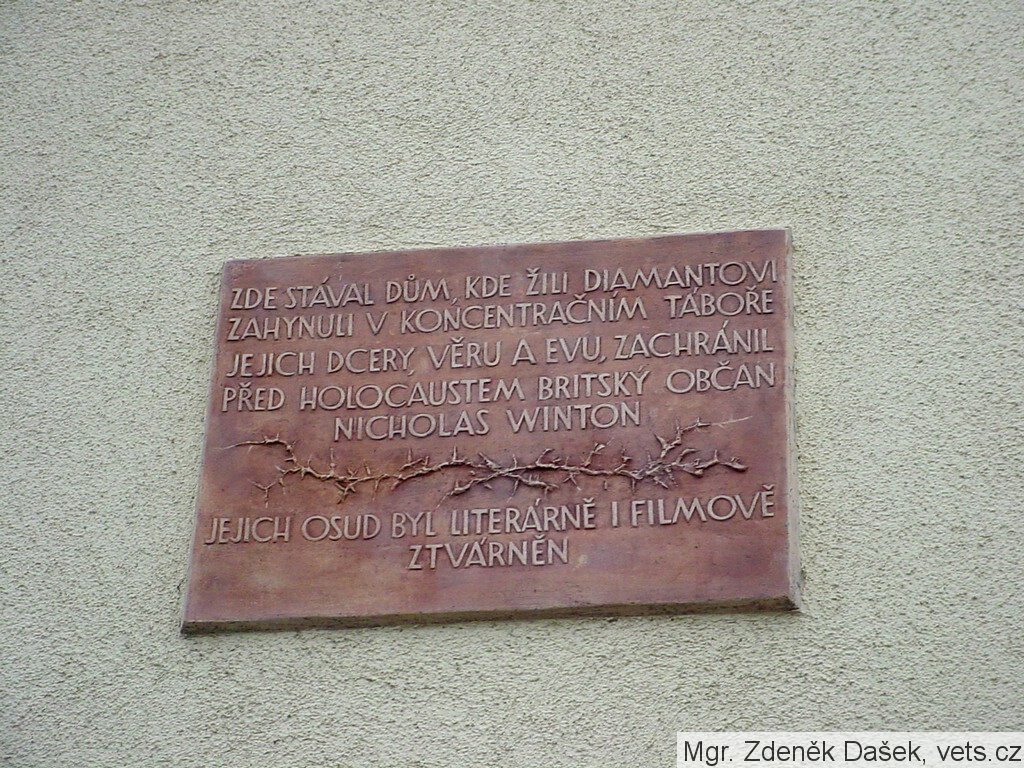 ZDE STÁVAL DŮM, KDE ŽILI DIAMANTOVI
ZAHYNULI V KONCENTRAČNÍM TÁBOŘE
JEJICH DCERY, VĚRU A EVU, ZACHRÁNIL
PŘED HOLOCAUSTEM BRITSKÝ OBČAN
NICHOLAS WINTON
JEJICH OSUD BYL LITERÁRNĚ I FILMOVĚ
ZTVÁRNĚN
Mgr. Zdeněk Dašek, vets.cz